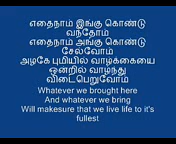 எதைநாம் இங்கு கொண்டு
வந்தோம்
எதைநாம் அங்கு கொண்டு
செல்வோம்
அழகே புமியில் வாழ்க்கையை
ஒன்றில் வாழ்ந்து
விடைபெறுவோம்
Whatever we brought here
And whatever we bring
Will makesure that we live life to it's
fullest